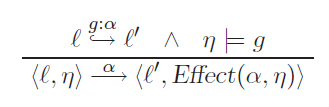 ℓ g:α↪ ℓ′ ∧ η ⊨ g
⟨ℓ, η⟩ α⟶ ⟨ℓ′, Effect(α, η)⟩